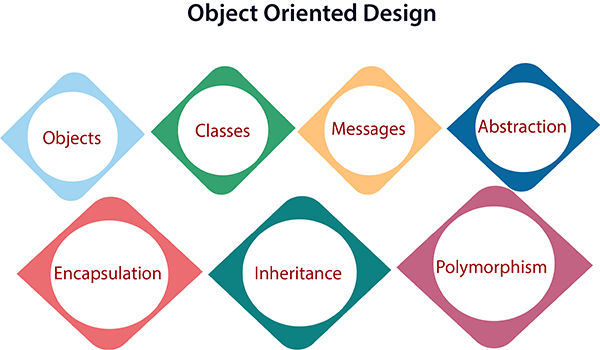 Object Oriented Design
Objects
Classes
Messages
Abstraction
Encapsulation
Inheritance
Polymorphism